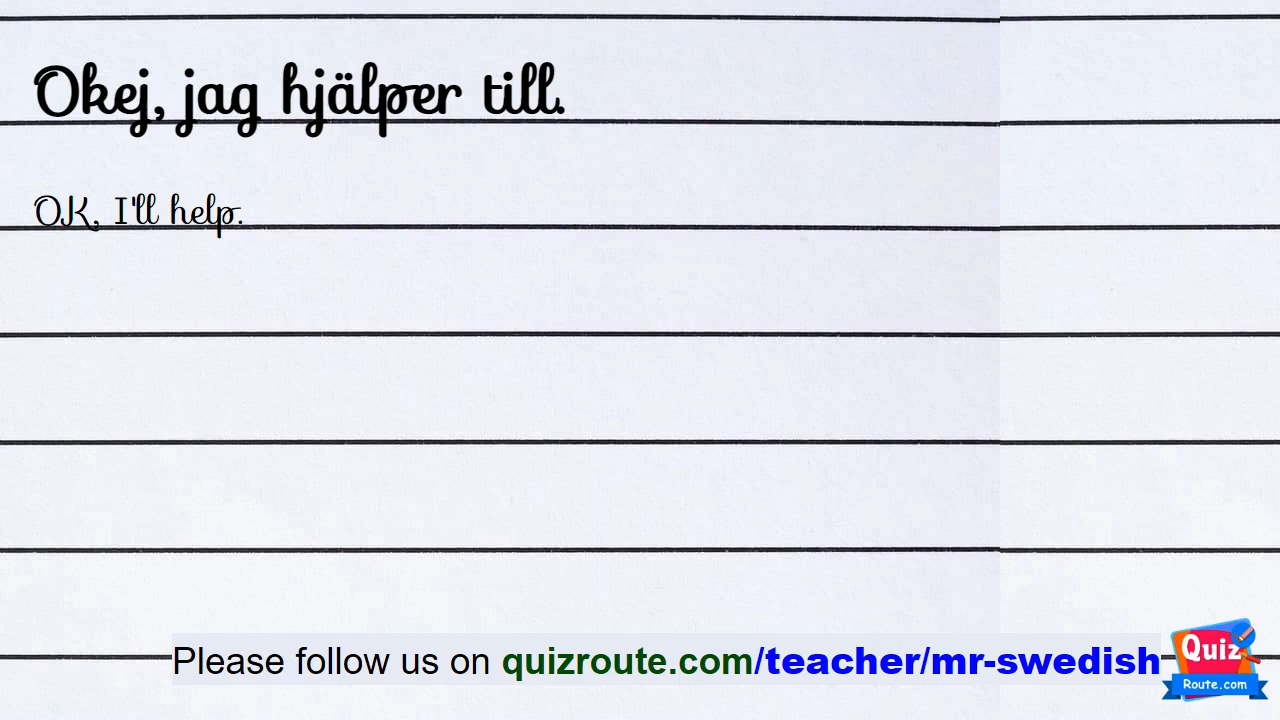 Okej, jag hjälper till.
OK, I'll help.
Please follow us on quizroute.com/teacher/mr-swedish
Quiz
Route.com